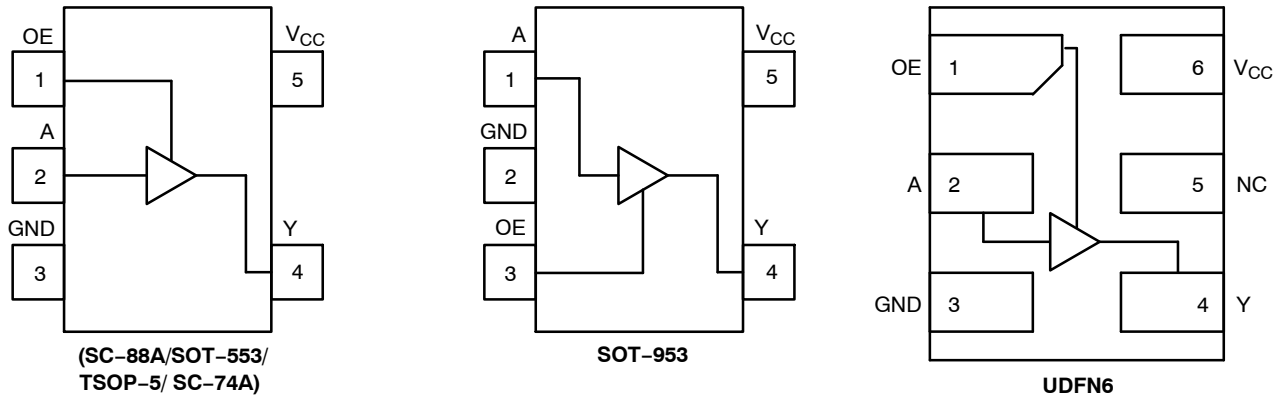 OE
1
A
2
GND
3
V_CC
5
Y
4
(SC–88A/SOT–553/
TSOP–5/ SC–74A)
A
1
GND
2
OE
3
V_CC
5
Y
4
SOT–953
OE 1
A 2
GND 3
6 V_CC
5 NC
4 Y
UDFN6